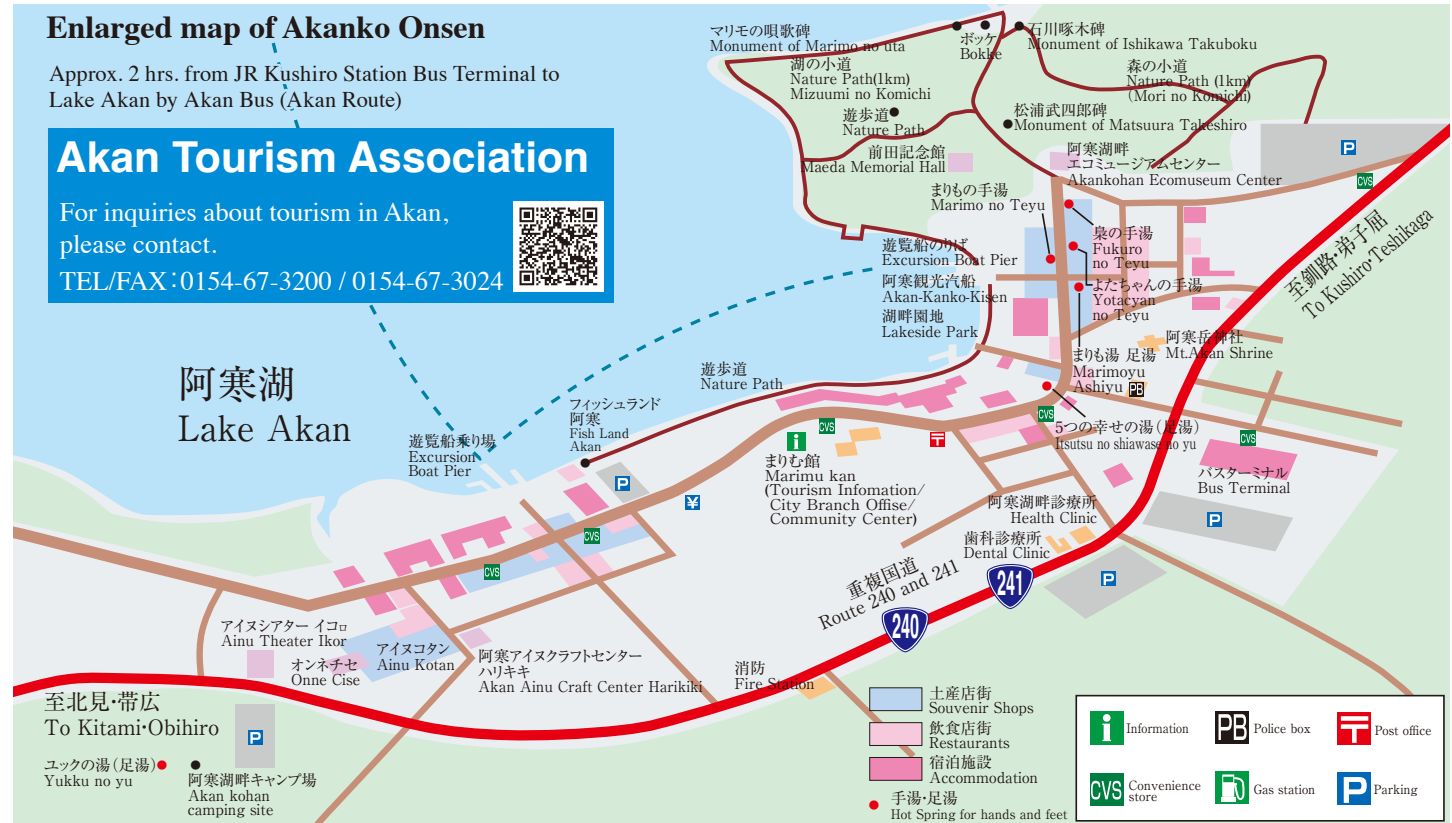 Enlarged map of Akanko Onsen
Approx. 2 hrs. from JR Kushiro Station Bus Terminal to
Lake Akan by Akan Bus (Akan Route)
Akan Tourism Association
For inquiries about tourism in Akan,
please contact.
TEL/FAX：0154-67-3200 / 0154-67-3024
マリモの唄歌碑
Monument of Marimo no uta
ボッケ
Bokke
石川啄木碑
Monument of Ishikawa Takuboku
湖の小道
Nature Path(1km)
Mizuumi no Komichi
森の小道
Nature Path (1km)
(Mori no Komichi)
遊歩道
Nature Path
松浦武四郎碑
Monument of Matsuura Takeshiro
前田記念館
Maeda Memorial Hall
阿寒湖畔
エコミュージアムセンター
Akankohan Ecomuseum Center
P
CVS
まりもの手湯
Marimo no Teyu
梟の手湯
Fukuro
no Teyu
遊覧船のりば
Excursion Boat Pier
阿寒観光汽船
Akan-Kanko-Kisen
湖畔園地
Lakeside Park
よたちゃんの手湯
Yotacyan
no Teyu
至釧路・弟子屈
To Kushiro・Teshikaga
阿寒岳神社
Mt.Akan Shrine
まりも湯 足湯
Marimoyu
Ashiyu
PB
CVS
5つの幸せの湯(足湯)
Itsutsu no shiawase no yu
CVS
バスターミナル
Bus Terminal
P
阿寒湖
Lake Akan
遊歩道
Nature Path
フィッシュランド
阿寒
Fish Land
Akan
遊覧船乗り場
Excursion
Boat Pier
CVS
まりむ館
Marimu kan
(Tourism Infomation/
City Branch Offise/
Community Center)
P
¥
CVS
CVS
阿寒湖畔診療所
Health Clinic
歯科診療所
Dental Clinic
P
重複国道
Route 240 and 241
241
240
アイヌシアター イコㇿ
Ainu Theater Ikor
オンネチセ
Onne Cise
アイヌコタン
Ainu Kotan
阿寒アイヌクラフトセンター
ハリキキ
Akan Ainu Craft Center Harikiki
消防
Fire Station
至北見・帯広
To Kitami・Obihiro
P
ユックの湯(足湯)
Yukku no yu
阿寒湖畔キャンプ場
Akan kohan
camping site
土産店街
Souvenir Shops
飲食店街
Restaurants
宿泊施設
Accommodation
手湯・足湯
Hot Spring for hands and feet
Information
PB Police box
Post office
CVS Convenience
store
Gas station
P Parking